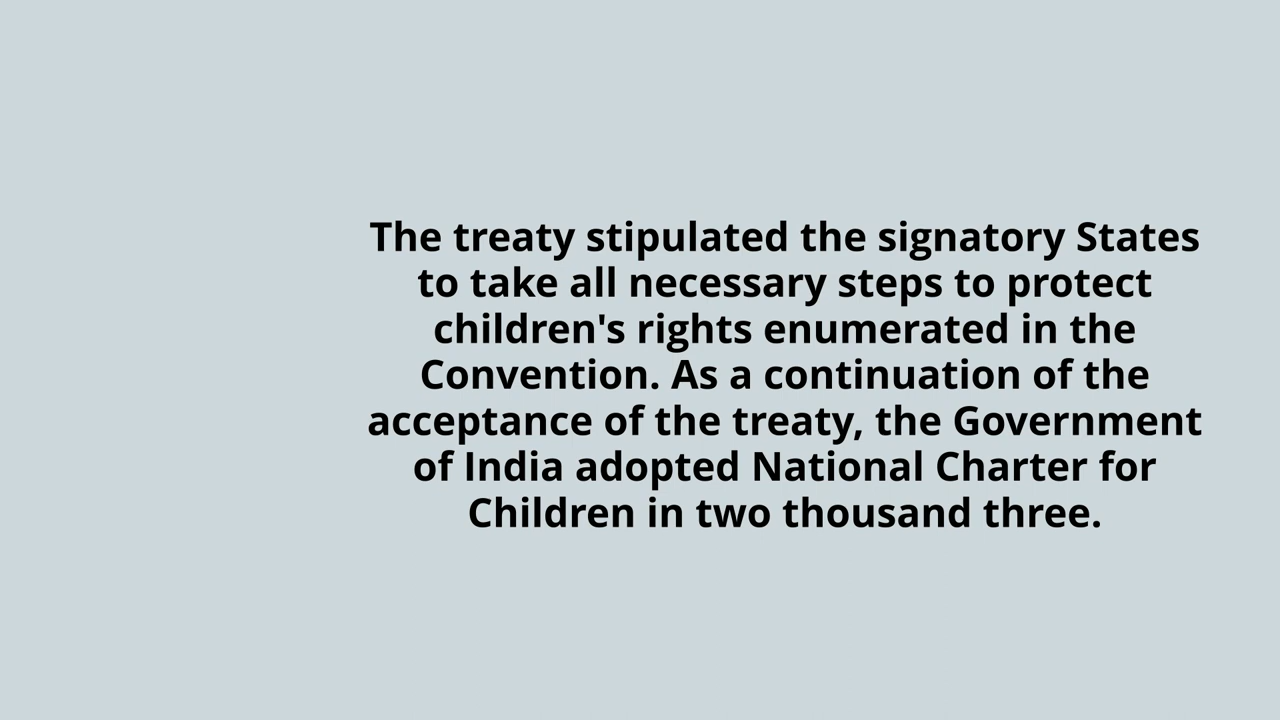 The treaty stipulated the signatory States
to take all necessary steps to protect
children's rights enumerated in the
Convention. As a continuation of the
acceptance of the treaty, the Government
of India adopted National Charter for
Children in two thousand three.